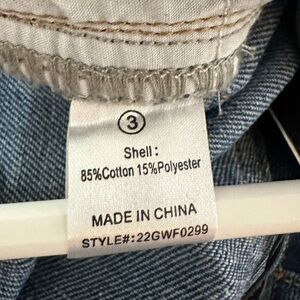 3
Shell :
85%Cotton 15%Polyester
MADE IN CHINA
STYLE#:22GWF0299